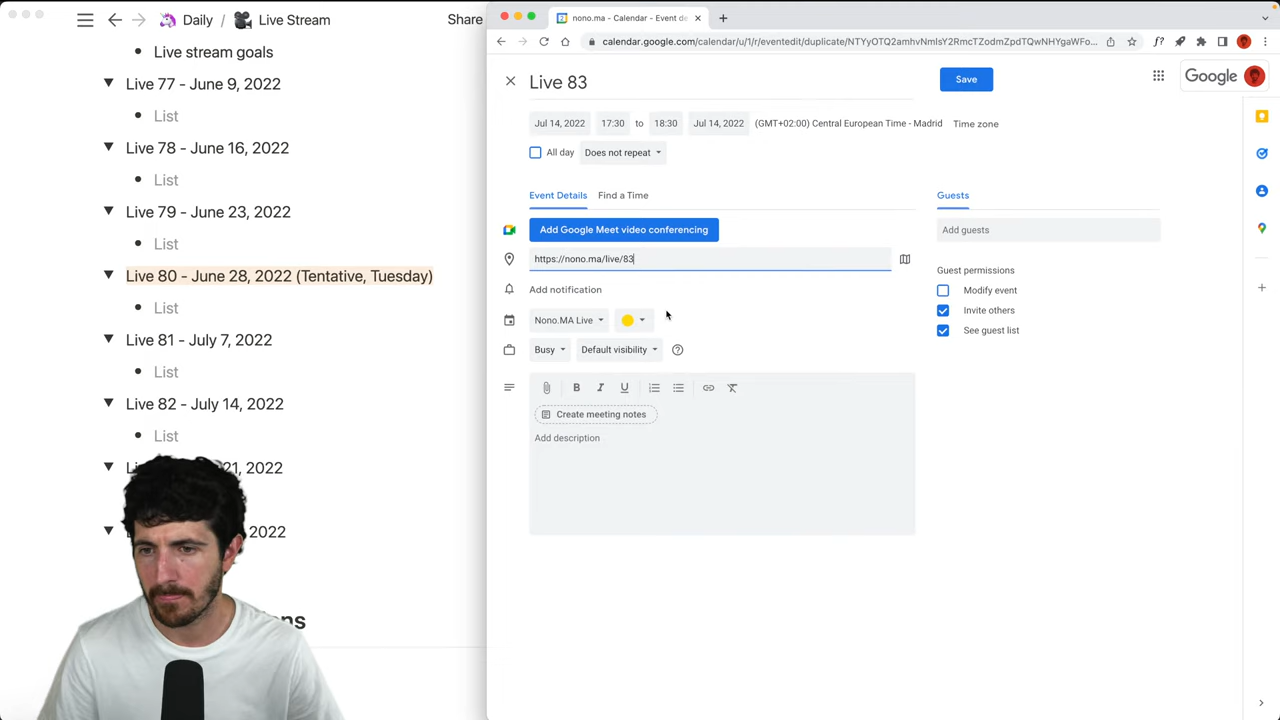 Daily / Live Stream
Share
Live stream goals
Live 77 - June 9, 2022
List
Live 78 - June 16, 2022
List
Live 79 - June 23, 2022
List
Live 80 - June 28, 2022 (Tentative, Tuesday)
List
Live 81 - July 7, 2022
List
Live 82 - July 14, 2022
List
21, 2022
2022
ns
nono.ma - Calendar - Event de
calendar.google.com/calendar/u/1/r/eventedit/duplicate/
Live 83
Save
Google
Jul 14, 2022 17:30 to 18:30 Jul 14, 2022 (GMT+02:00) Central European Time - Madrid Time zone
All day Does not repeat
Event Details Find a Time
Guests
Add Google Meet video conferencing
Add guests
https://nono.ma/live/83
Guest permissions
Add notification
Modify event
Nono.MA Live
Invite others
See guest list
Busy Default visibility
B I U
Create meeting notes
Add description